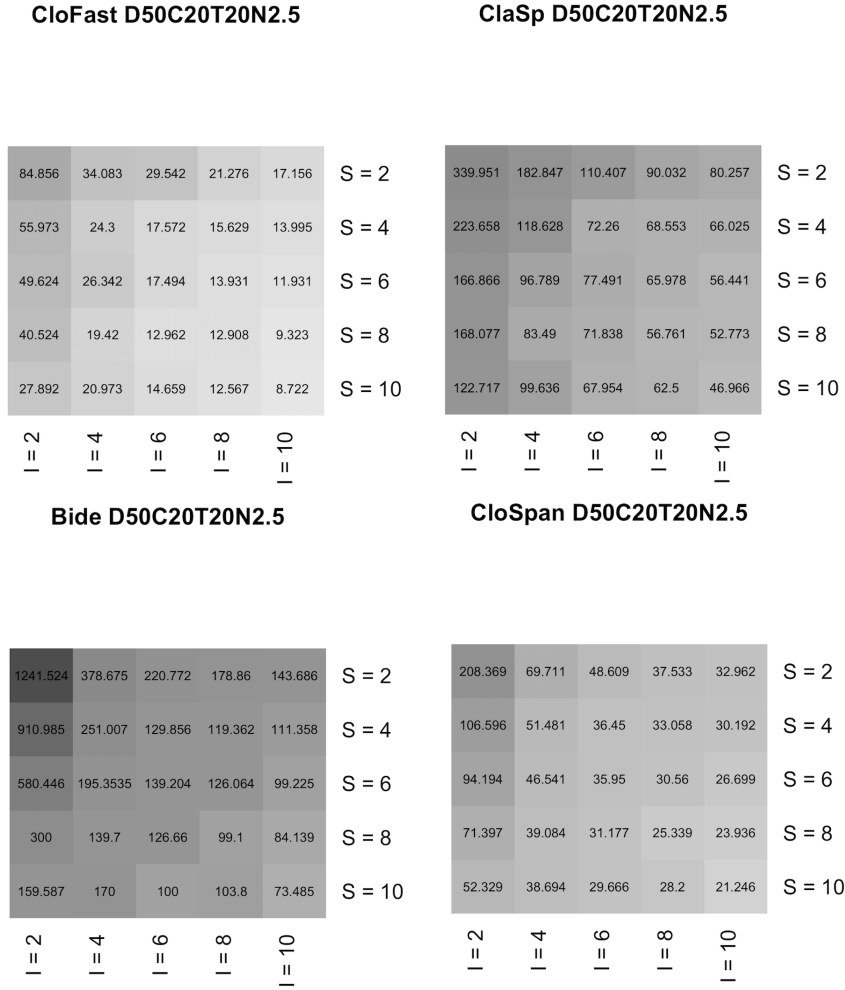 CloFast D50C20T20N2.5
84.856 34.083 29.542 21.276 17.156 S = 2
55.973 24.3 17.572 15.629 13.995 S = 4
49.624 26.342 17.494 13.931 11.931 S = 6
40.524 19.42 12.962 12.908 9.323 S = 8
27.892 20.973 14.659 12.567 8.722 S = 10
I = 2 I = 4 I = 6 I = 8 I = 10
ClaSp D50C20T20N2.5
339.951 182.847 110.407 90.032 80.257 S = 2
223.658 118.628 72.26 68.553 66.025 S = 4
166.866 96.789 77.491 65.978 56.441 S = 6
168.077 83.49 71.838 56.761 52.773 S = 8
122.717 99.636 67.954 62.5 46.966 S = 10
I = 2 I = 4 I = 6 I = 8 I = 10
Bide D50C20T20N2.5
1241.524 378.675 220.772 178.86 143.686 S = 2
910.985 251.007 129.856 119.362 111.358 S = 4
580.446 195.3535 139.204 126.064 99.225 S = 6
300 139.7 126.66 99.1 84.139 S = 8
159.587 170 100 103.8 73.485 S = 10
I = 2 I = 4 I = 6 I = 8 I = 10
CloSpan D50C20T20N2.5
208.369 69.711 48.609 37.533 32.962 S = 2
106.596 51.481 36.45 33.058 30.192 S = 4
94.194 46.541 35.95 30.56 26.699 S = 6
71.397 39.084 31.177 25.339 23.936 S = 8
52.329 38.694 29.666 28.2 21.246 S = 10
I = 2 I = 4 I = 6 I = 8 I = 10